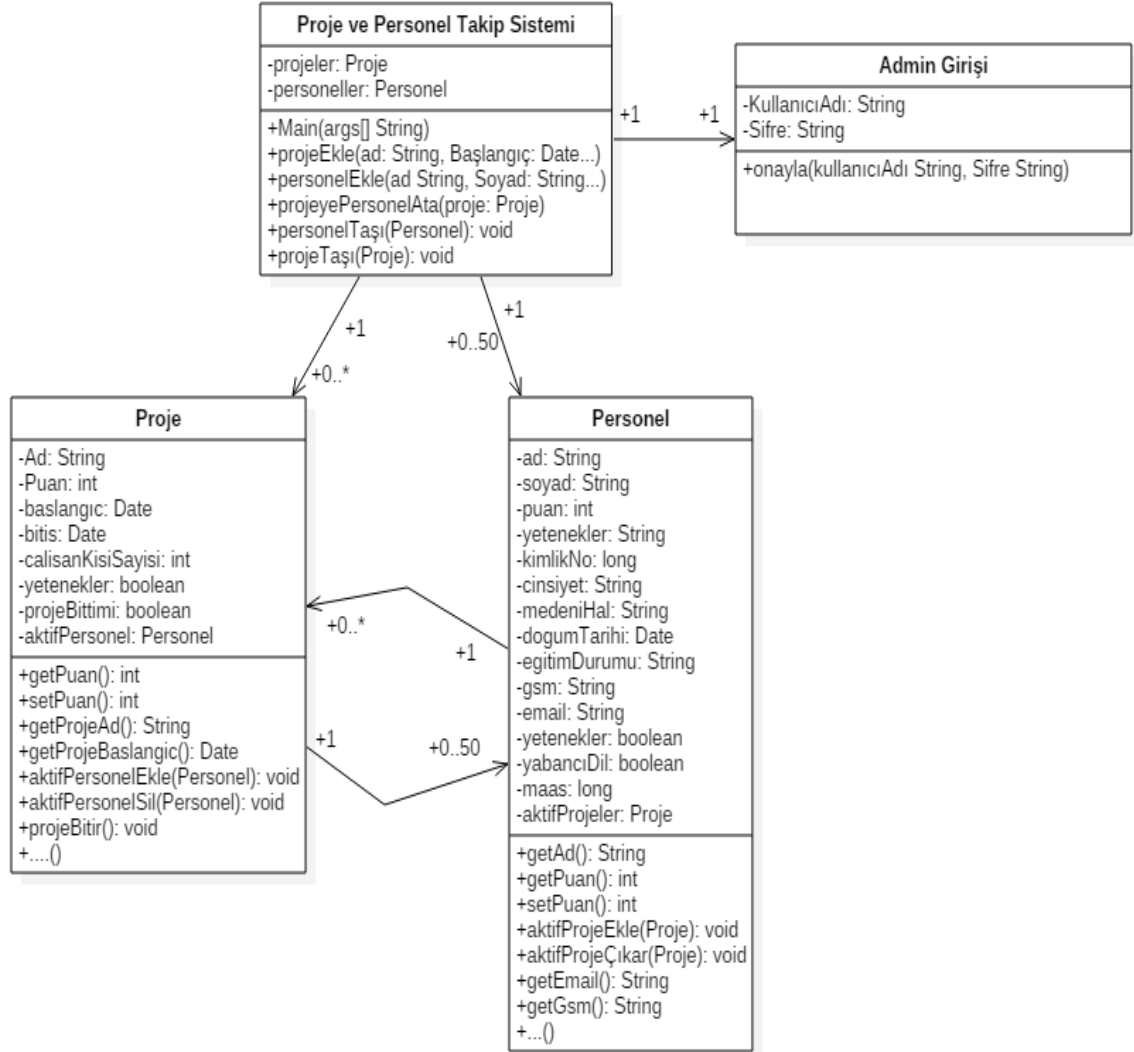 Proje ve Personel Takip Sistemi
-projeler: Proje
-personeller: Personel
+Main(args[] String)
+projeEkle(ad: String, Başlangıç: Date...)
+personelEkle(ad String, Soyad: String...)
+projeyePersonelAta(proje: Proje)
+personelTaşı(Personel): void
+projeTaşı(Proje): void
+1
+1
Admin Girişi
-KullanıcıAdı: String
-Sifre: String
+onayla(kullanıcıAdı String, Sifre String)
+1
+0..*
+1
+0..50
Proje
-Ad: String
-Puan: int
-baslangıc: Date
-bitis: Date
-calisanKisiSayisi: int
-yetenekler: boolean
-projeBittimi: boolean
-aktifPersonel: Personel
+getPuan(): int
+setPuan(): int
+getProjeAd(): String
+getProjeBaslangic(): Date
+aktifPersonelEkle(Personel): void
+aktifPersonelSil(Personel): void
+projeBitir(): void
+....()
+0..*
+1
+1
+0..50
Personel
-ad: String
-soyad: String
-puan: int
-yetenekler: String
-kimlikNo: long
-cinsiyet: String
-medeniHal: String
-dogumTarihi: Date
-egitimDurumu: String
-gsm: String
-email: String
-yetenekler: boolean
-yabancıDil: boolean
-maas: long
-aktifProjeler: Proje
+getAd(): String
+getPuan(): int
+setPuan(): int
+aktifProjeEkle(Proje): void
+aktifProjeÇıkar(Proje): void
+getEmail(): String
+getGsm(): String
+...()